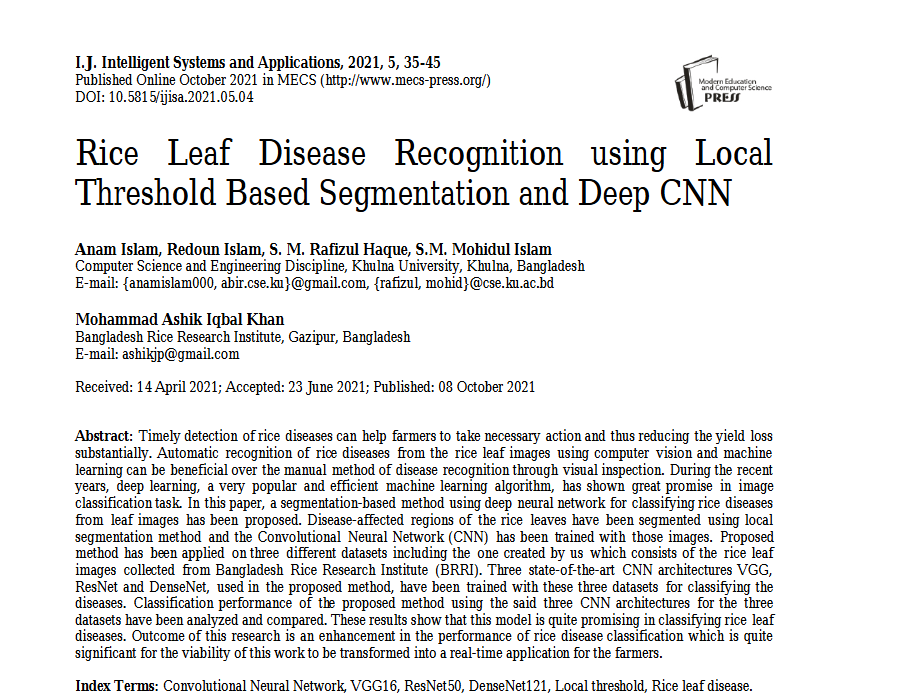 I.J. Intelligent Systems and Applications, 2021, 5, 35-45
Published Online October 2021 in MECS (http://www.mecs-press.org/)
DOI: 10.5815/ijisa.2021.05.04
Modern Education
and Computer Science
PRESS
Rice Leaf Disease Recognition using Local
Threshold Based Segmentation and Deep CNN
Anam Islam, Redoun Islam, S. M. Rafizul Haque, S.M. Mohidul Islam
Computer Science and Engineering Discipline, Khulna University, Khulna, Bangladesh
E-mail: {anamislam000, abir.cse.ku}@gmail.com, {rafizul, mohid}@cse.ku.ac.bd
Mohammad Ashik Iqbal Khan
Bangladesh Rice Research Institute, Gazipur, Bangladesh
E-mail: ashikjp@gmail.com
Received: 14 April 2021; Accepted: 23 June 2021; Published: 08 October 2021
Abstract: Timely detection of rice diseases can help farmers to take necessary action and thus reducing the yield loss
substantially. Automatic recognition of rice diseases from the rice leaf images using computer vision and machine
learning can be beneficial over the manual method of disease recognition through visual inspection. During the recent
years, deep learning, a very popular and efficient machine learning algorithm, has shown great promise in image
classification task. In this paper, a segmentation-based method using deep neural network for classifying rice diseases
from leaf images has been proposed. Disease-affected regions of the rice leaves have been segmented using local
segmentation method and the Convolutional Neural Network (CNN) has been trained with those images. Proposed
method has been applied on three different datasets including the one created by us which consists of the rice leaf
images collected from Bangladesh Rice Research Institute (BRRI). Three state-of-the-art CNN architectures VGG,
ResNet and DenseNet, used in the proposed method, have been trained with these three datasets for classifying the
diseases. Classification performance of the proposed method using the said three CNN architectures for the three
datasets have been analyzed and compared. These results show that this model is quite promising in classifying rice leaf
diseases. Outcome of this research is an enhancement in the performance of rice disease classification which is quite
significant for the viability of this work to be transformed into a real-time application for the farmers.
Index Terms: Convolutional Neural Network, VGG16, ResNet50, DenseNet121, Local threshold, Rice leaf disease.